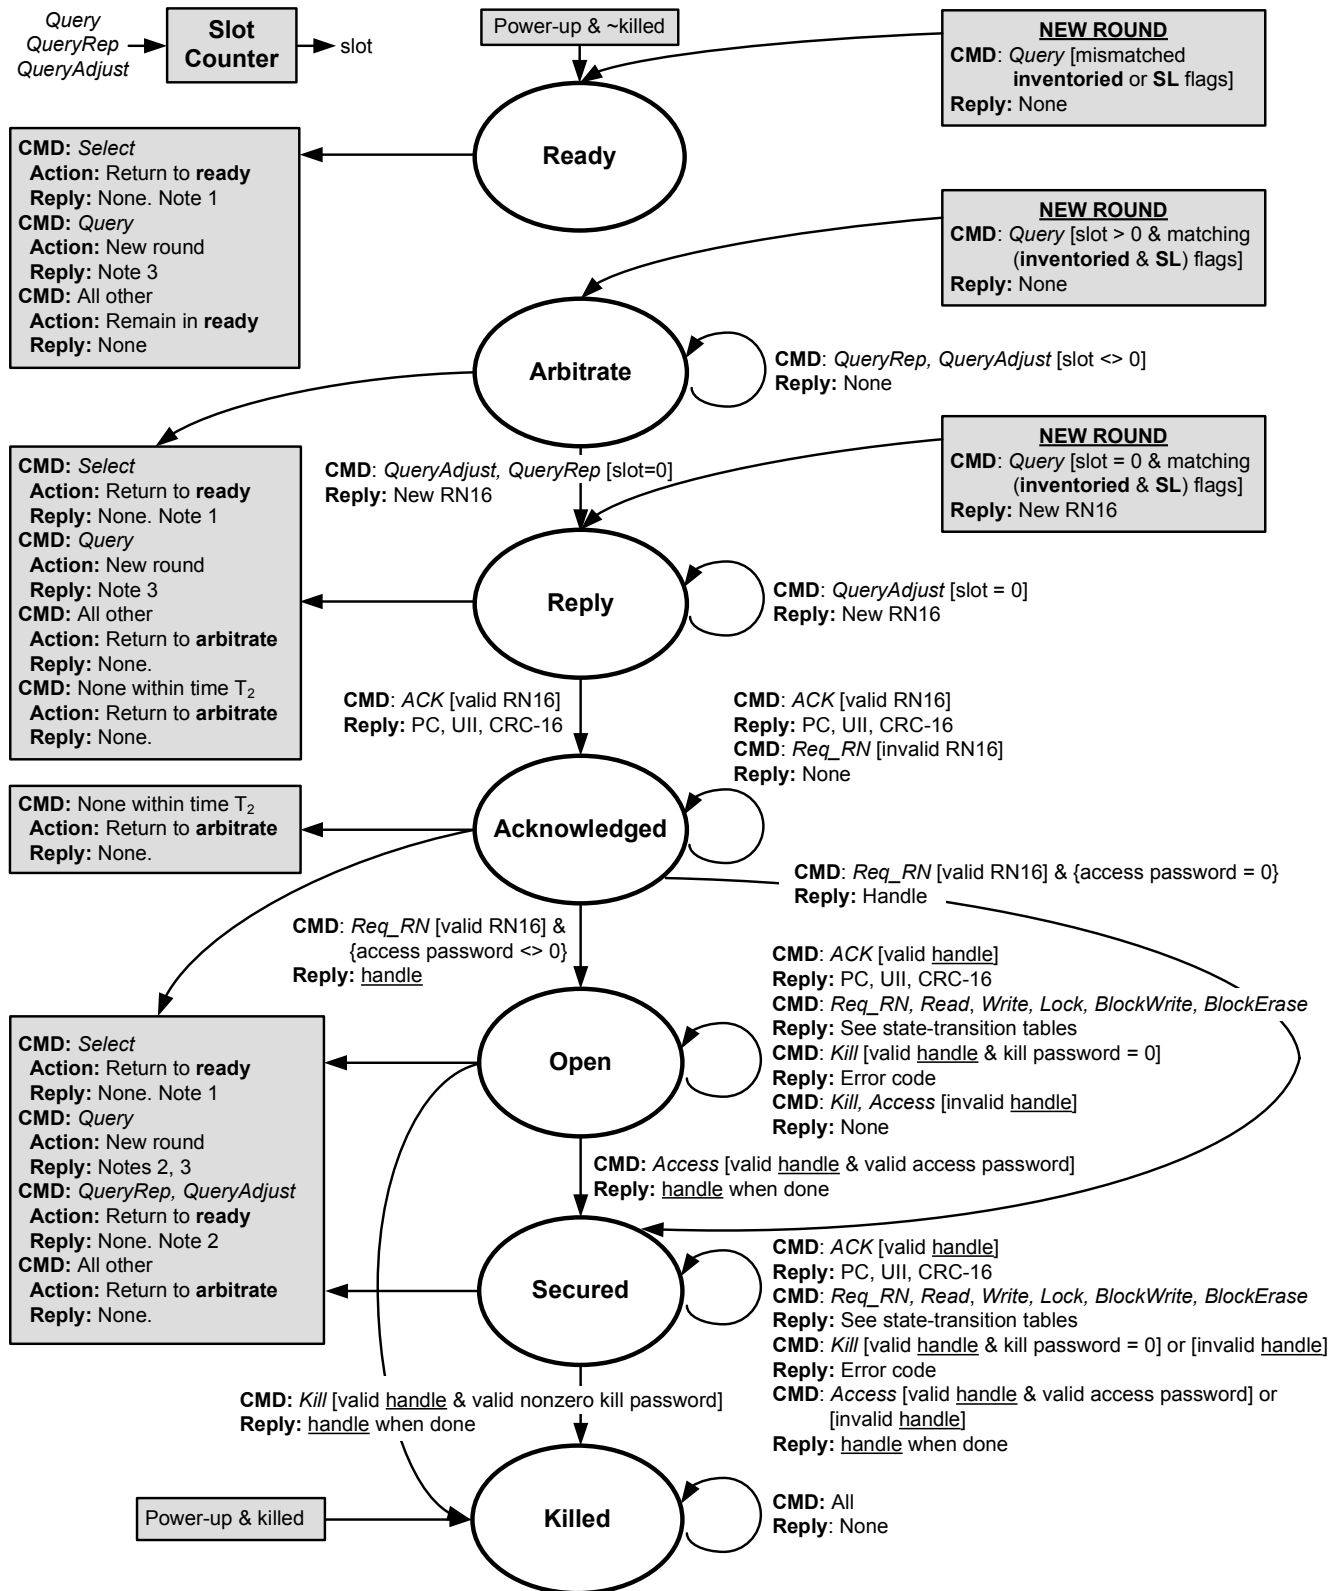 Query
QueryRep
QueryAdjust
Slot
Counter
slot
Power-up & ~killed
NEW ROUND
CMD: Query [mismatched
inventoried or SL flags]
Reply: None
Ready
CMD: Select
Action: Return to ready
Reply: None. Note 1
CMD: Query
Action: New round
Reply: Note 3
CMD: All other
Action: Remain in ready
Reply: None
NEW ROUND
CMD: Query [slot > 0 & matching
(inventoried & SL) flags]
Reply: None
Arbitrate
CMD: QueryRep, QueryAdjust [slot <> 0]
Reply: None
CMD: QueryAdjust, QueryRep [slot=0]
Reply: New RN16
NEW ROUND
CMD: Query [slot = 0 & matching
(inventoried & SL) flags]
Reply: New RN16
CMD: Select
Action: Return to ready
Reply: None. Note 1
CMD: Query
Action: New round
Reply: Note 3
CMD: All other
Action: Return to arbitrate
Reply: None.
CMD: None within time T2
Action: Return to arbitrate
Reply: None.
Reply
CMD: QueryAdjust [slot = 0]
Reply: New RN16
CMD: ACK [valid RN16]
Reply: PC, UII, CRC-16
CMD: ACK [valid RN16]
Reply: PC, UII, CRC-16
CMD: Req_RN [invalid RN16]
Reply: None
CMD: None within time T2
Action: Return to arbitrate
Reply: None.
Acknowledged
CMD: Req_RN [valid RN16] & {access password = 0}
Reply: Handle
CMD: Req_RN [valid RN16] &
{access password <> 0}
Reply: handle
CMD: ACK [valid handle]
Reply: PC, UII, CRC-16
CMD: Req_RN, Read, Write, Lock, BlockWrite, BlockErase
Reply: See state-transition tables
CMD: Kill [valid handle & kill password = 0]
Reply: Error code
CMD: Kill, Access [invalid handle]
Reply: None
Open
CMD: Select
Action: Return to ready
Reply: None. Note 1
CMD: Query
Action: New round
Reply: Notes 2, 3
CMD: QueryRep, QueryAdjust
Action: Return to ready
Reply: None. Note 2
CMD: All other
Action: Return to arbitrate
Reply: None.
CMD: Access [valid handle & valid access password]
Reply: handle when done
Secured
CMD: ACK [valid handle]
Reply: PC, UII, CRC-16
CMD: Req_RN, Read, Write, Lock, BlockWrite, BlockErase
Reply: See state-transition tables
CMD: Kill [valid handle & kill password = 0] or [invalid handle]
Reply: Error code
CMD: Access [valid handle & valid access password] or
[invalid handle]
Reply: handle when done
CMD: Kill [valid handle & valid nonzero kill password]
Reply: handle when done
Power-up & killed
Killed
CMD: All
Reply: None